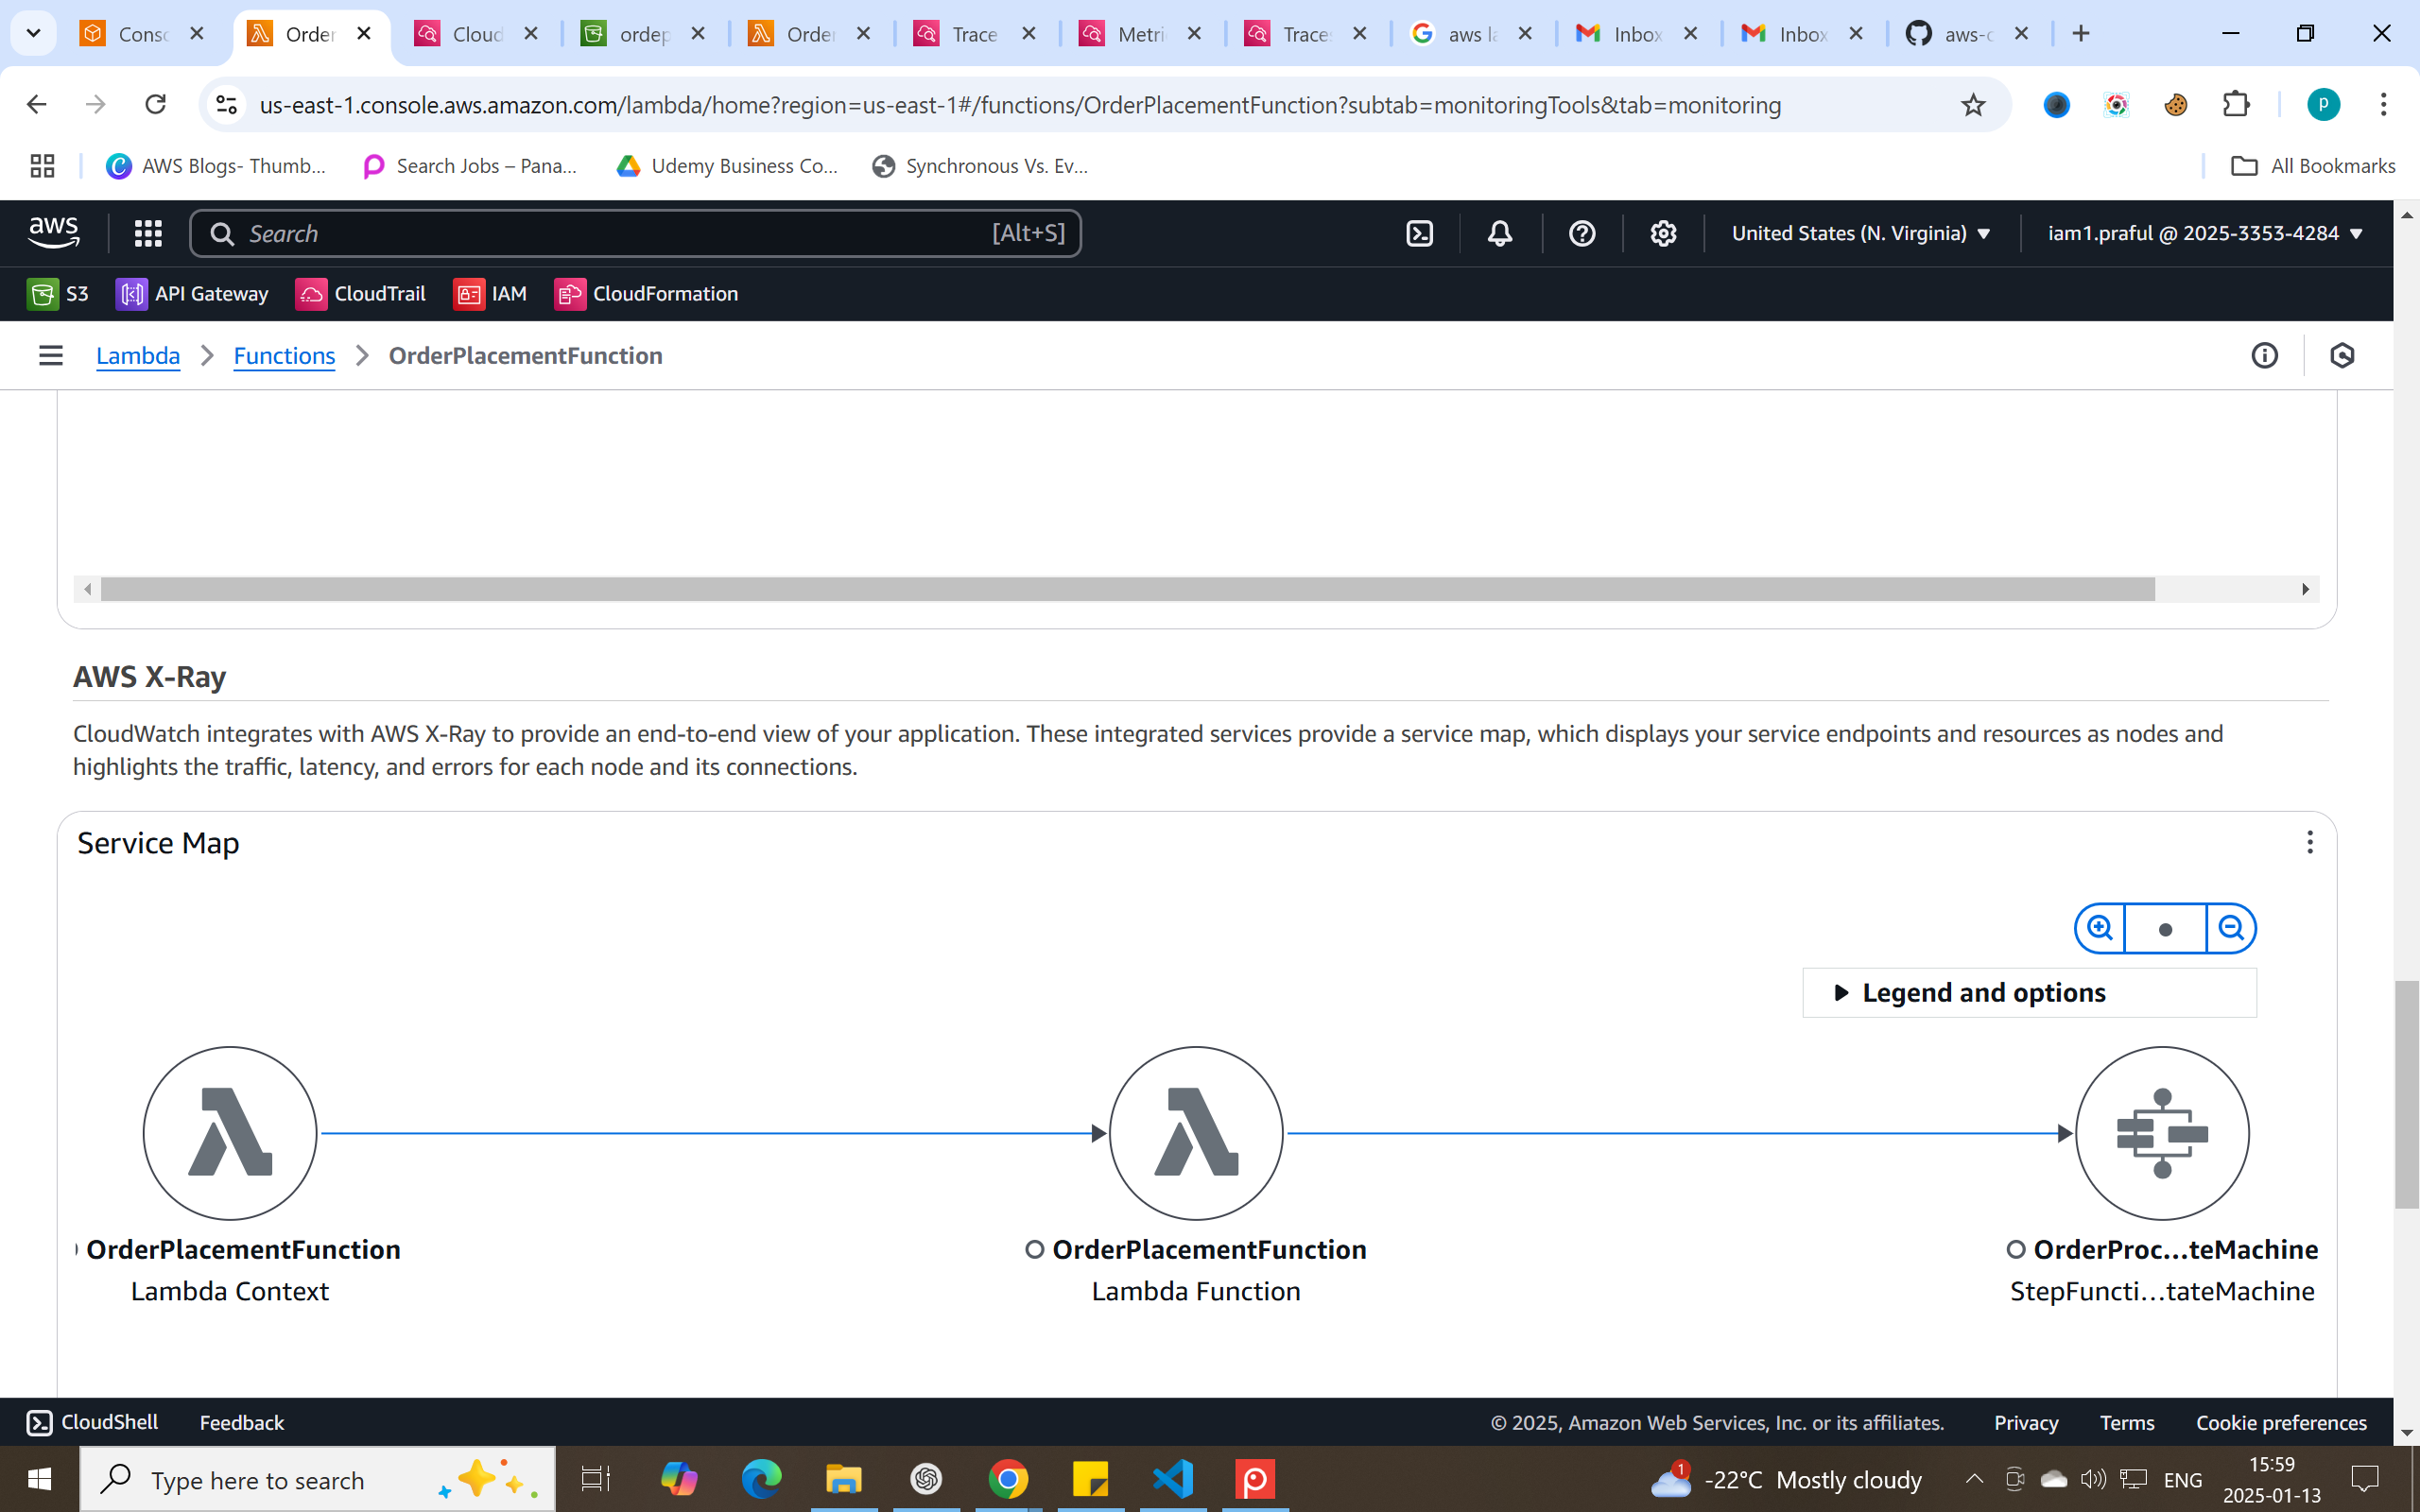 Conso
Order
Cloud
ordep
Order
Trace
Metri
Traces
aws la
Inbox
Inbox
aws-c
us-east-1.console.aws.amazon.com/lambda/home?region=us-east-1#/functions/OrderPlacementFunction?subtab=monitoringTools&tab=monitoring
p
AWS Blogs- Thumb...
Search Jobs – Pana...
Udemy Business Co...
Synchronous Vs. Ev...
All Bookmarks
aws
Search
[Alt+S]
United States (N. Virginia)
iam1.praful @ 2025-3353-4284
S3
API Gateway
CloudTrail
IAM
CloudFormation
Lambda
Functions
OrderPlacementFunction
AWS X-Ray
CloudWatch integrates with AWS X-Ray to provide an end-to-end view of your application. These integrated services provide a service map, which displays your service endpoints and resources as nodes and
highlights the traffic, latency, and errors for each node and its connections.
Service Map
Legend and options
OrderPlacementFunction
Lambda Context
OrderPlacementFunction
Lambda Function
OrderProc...teMachine
StepFuncti...tateMachine
CloudShell
Feedback
© 2025, Amazon Web Services, Inc. or its affiliates.
Privacy
Terms
Cookie preferences
Type here to search
1
-22°C Mostly cloudy
ENG
15:59
2025-01-13